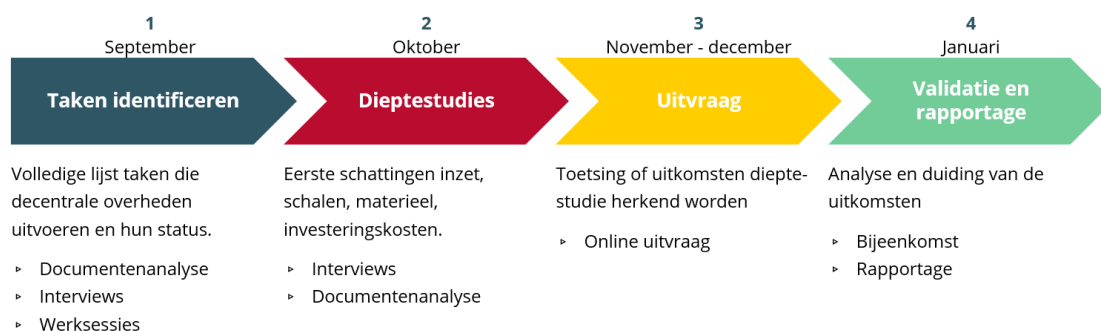 1
September
Taken identificeren
Volledige lijst taken die
decentrale overheden
uitvoeren en hun status.
▹ Documentenanalyse
▹ Interviews
▹ Werksessies
2
Oktober
Dieptestudies
Eerste schattingen inzet,
schalen, materieel,
investeringskosten.
▹ Interviews
▹ Documentenanalyse
3
November - december
Uitvraag
Toetsing of uitkomsten diepte-
studie herkend worden
▹ Online uitvraag
4
Januari
Validatie en
rapportage
Analyse en duiding van de
uitkomsten
▹ Bijeenkomst
▹ Rapportage